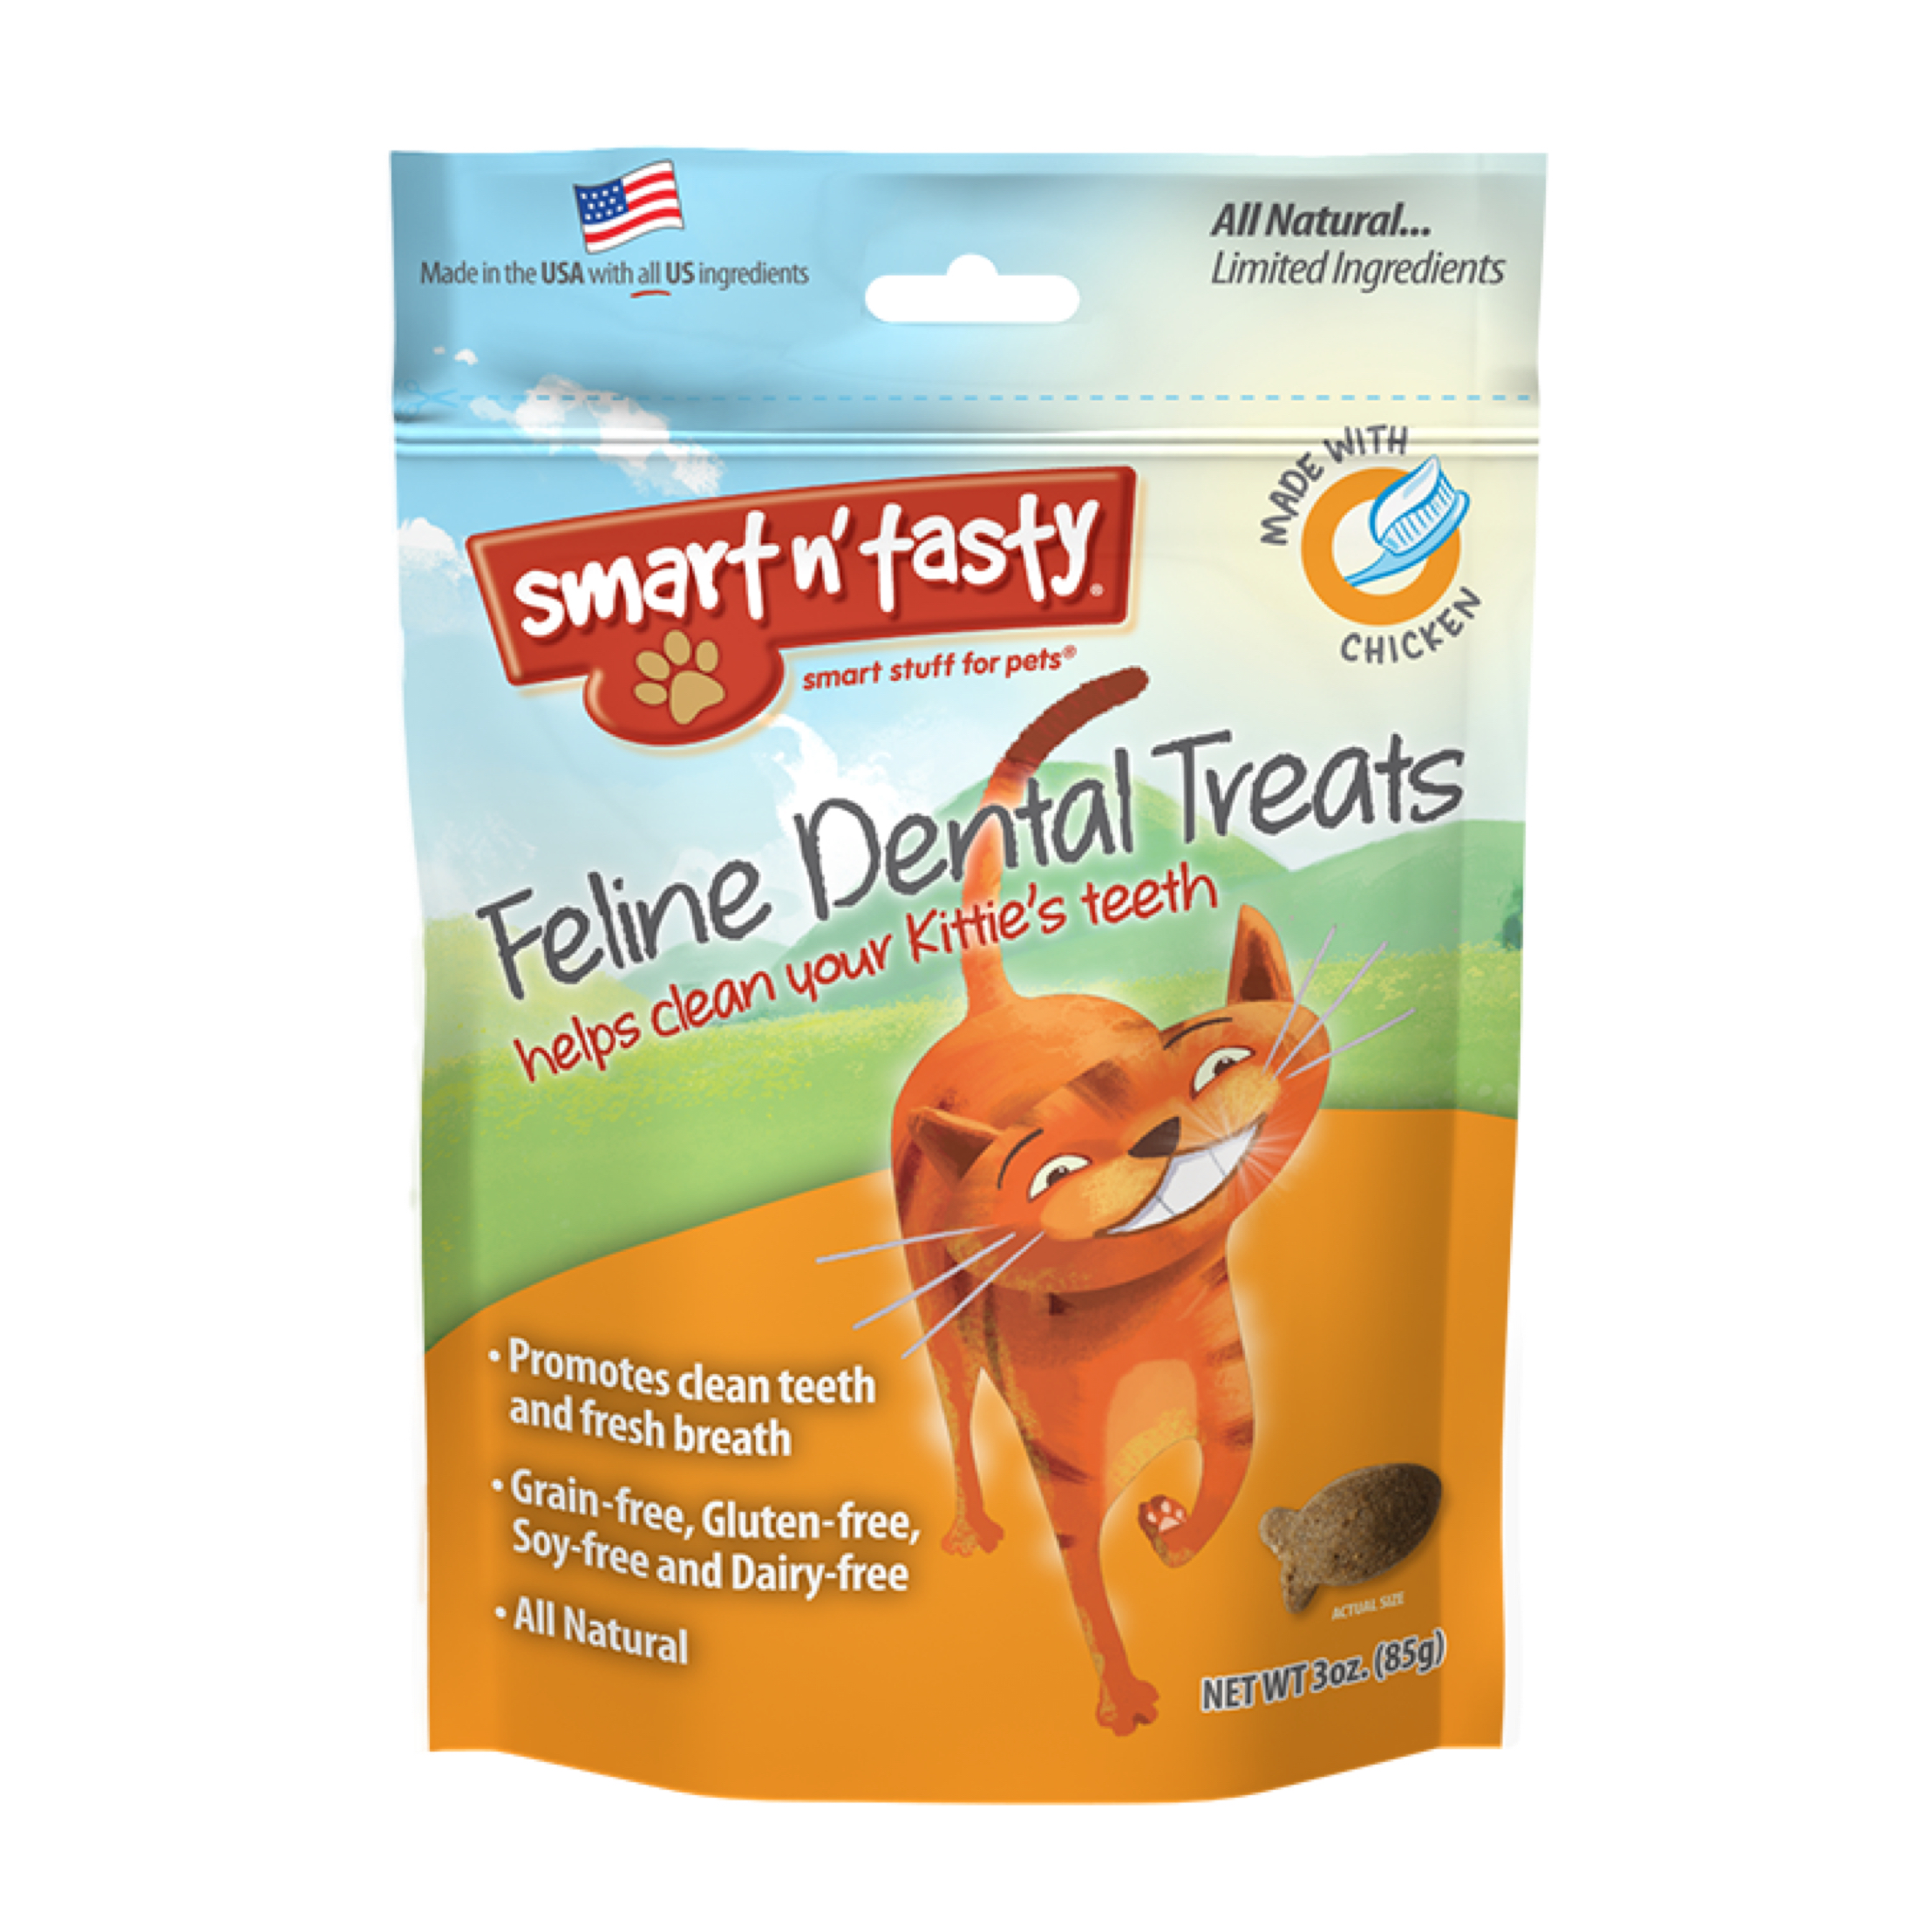 Made in the USA with all US ingredients
All Natural...
Limited Ingredients
MADE WITH
CHICKEN
smart n' tasty®
smart stuff for pets®
Feline Dental Treats
helps clean your Kittie's teeth
• Promotes clean teeth
and fresh breath
• Grain-free, Gluten-free,
Soy-free and Dairy-free
• All Natural
ACTUAL SIZE
NET WT 3oz. (85g)